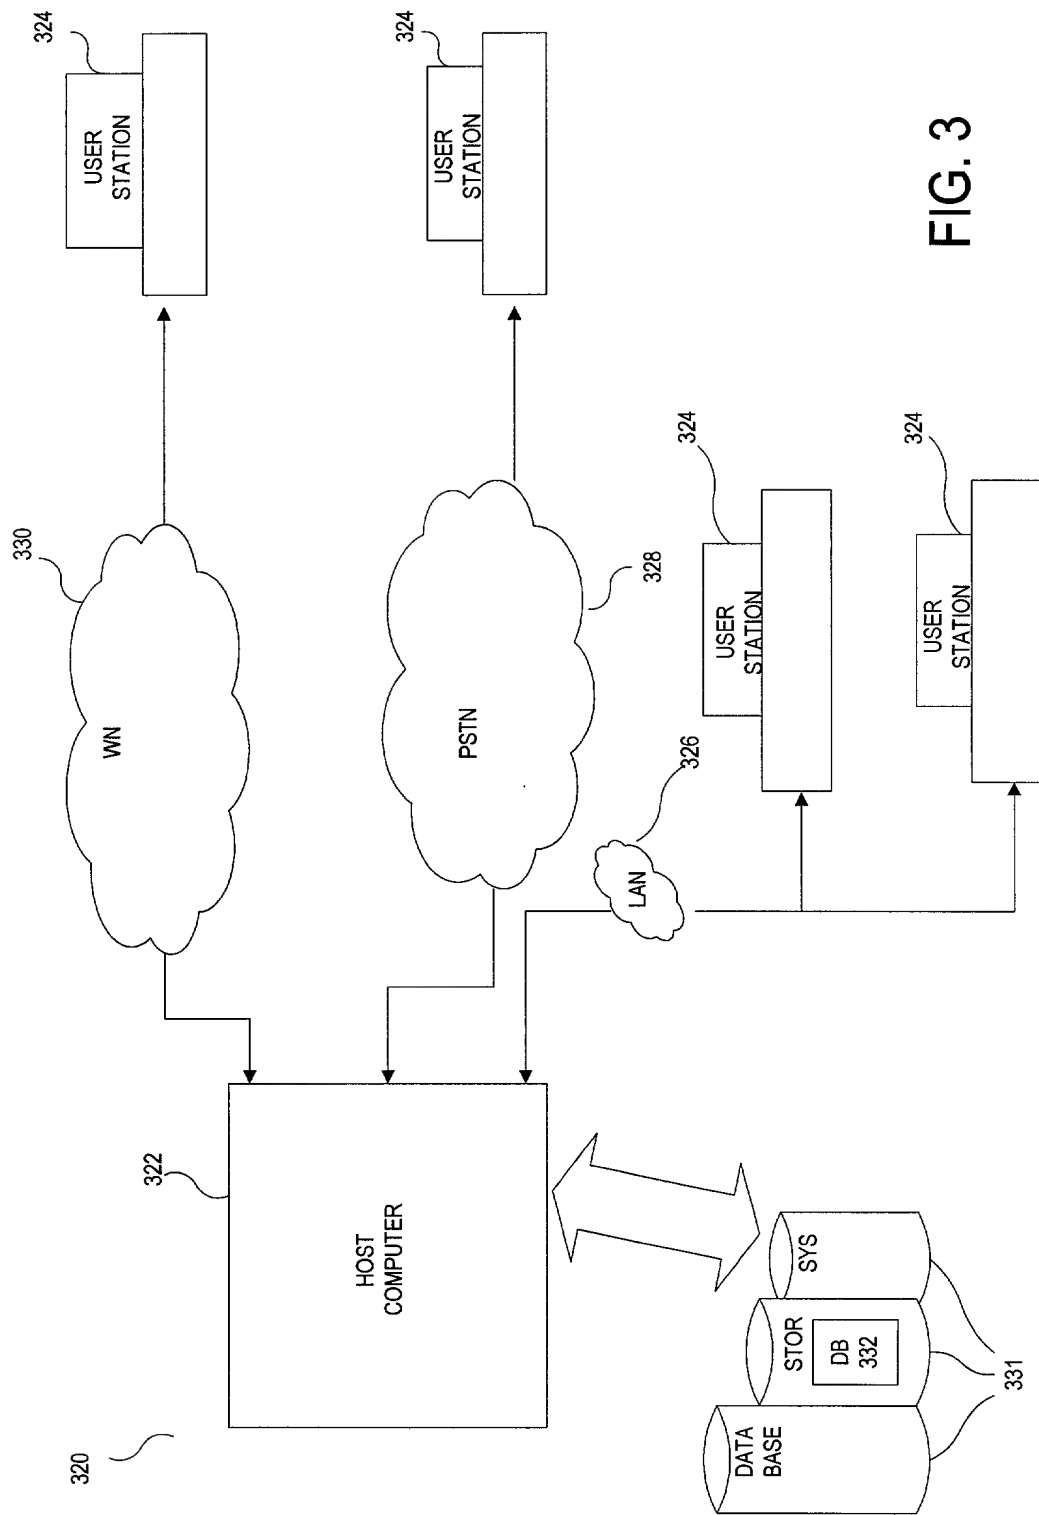 320
322
HOST
COMPUTER
330
WN
324
USER
STATION
PSTN
328
324
USER
STATION
LAN
326
324
USER
STATION
324
USER
STATION
DATA
BASE
STOR
DB
332
SYS
331
FIG. 3